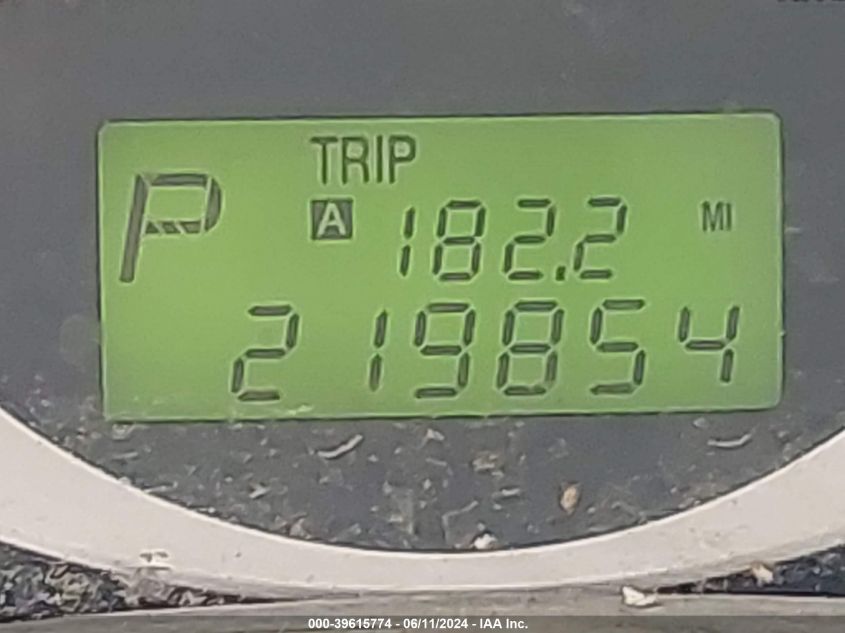 TRIP
P
A 182.2 MI
219854
000-39615774 - 06/11/2024 - IAA Inc.